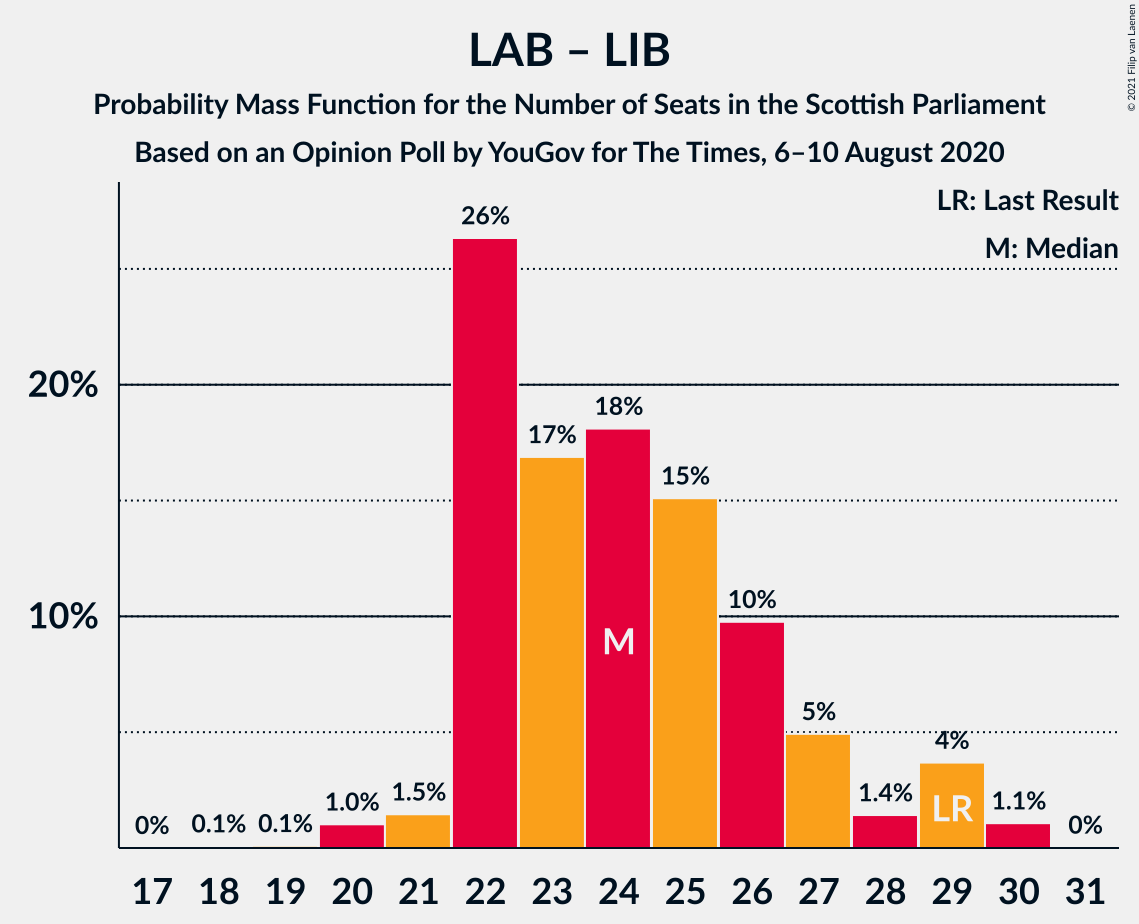 LAB – LIB
Probability Mass Function for the Number of Seats in the Scottish Parliament
Based on an Opinion Poll by YouGov for The Times, 6–10 August 2020
© 2021 Filip van Laenen
LR: Last Result
M: Median
26%
20%
18%
17%
15%
10%
10%
M
5%
4%
1.0%
1.5%
1.4%
LR
1.1%
0%
0.1%
0.1%
0%
17 18 19 20 21 22 23 24 25 26 27 28 29 30 31